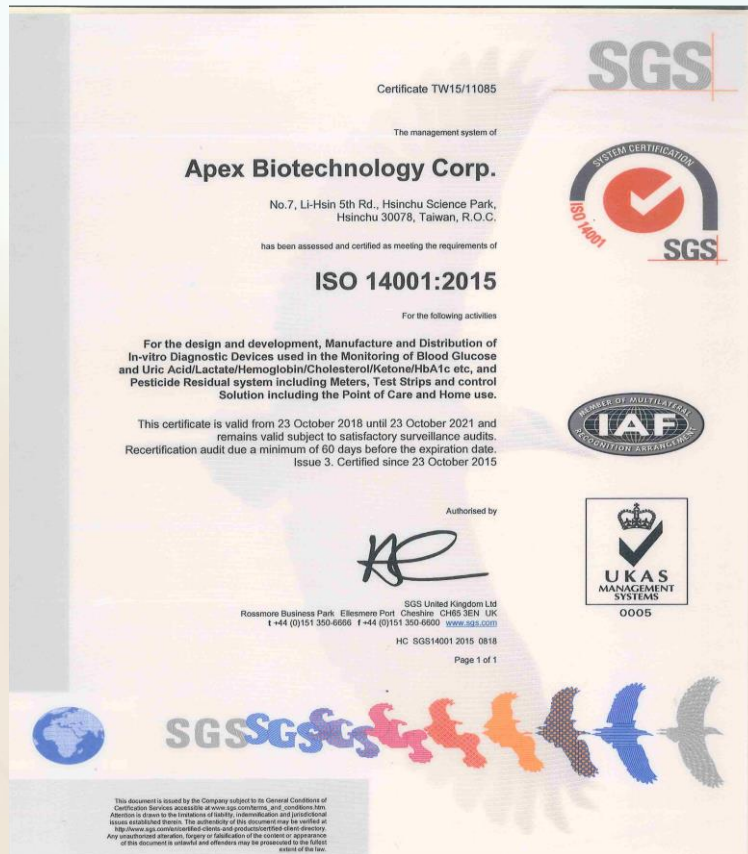 SGS
Certificate TW15/11085
The management system of
Apex Biotechnology Corp.
No.7, Li-Hsin 5th Rd., Hsinchu Science Park,
Hsinchu 30078, Taiwan, R.O.C.
has been assessed and certified as meeting the requirements of
ISO 14001:2015
For the following activities
For the design and development, Manufacture and Distribution of
In-vitro Diagnostic Devices used in the Monitoring of Blood Glucose
and Uric Acid/Lactate/Hemoglobin/Cholesterol/Ketone/HbA1c etc, and
Pesticide Residual system including Meters, Test Strips and control
Solution including the Point of Care and Home use.
This certificate is valid from 23 October 2018 until 23 October 2021 and
remains valid subject to satisfactory surveillance audits.
Recertification audit due a minimum of 60 days before the expiration date.
Issue 3. Certified since 23 October 2015
Authorised by
SGS United Kingdom Ltd
Rossmore Business Park Ellesmere Port Cheshire CH65 3EN UK
t +44 (0)151 350-6666 f +44 (0)151 350-6600 www.sgs.com
HC SGS14001 2015 0818
Page 1 of 1
SYSTEM CERTIFICATION
ISO 14001
SGS
MEMBER OF MULTILATERAL
IAF
RECOGNITION ARRANGEMENT
UKAS
MANAGEMENT
SYSTEMS
0005
SGS SGS SGS SGS
This document is issued by the Company subject to its General Conditions of
Certification Services accessible at www.sgs.com/terms_and_conditions.htm.
Attention is drawn to the limitations of liability, indemnification and jurisdictional
issues established therein. The authenticity of this document may be verified at
http://www.sgs.com/en/certified-clients-and-products/certified-client-directory.
Any unauthorized alteration, forgery or falsification of the content or appearance
of this document is unlawful and offenders may be prosecuted to the fullest
extent of the law.